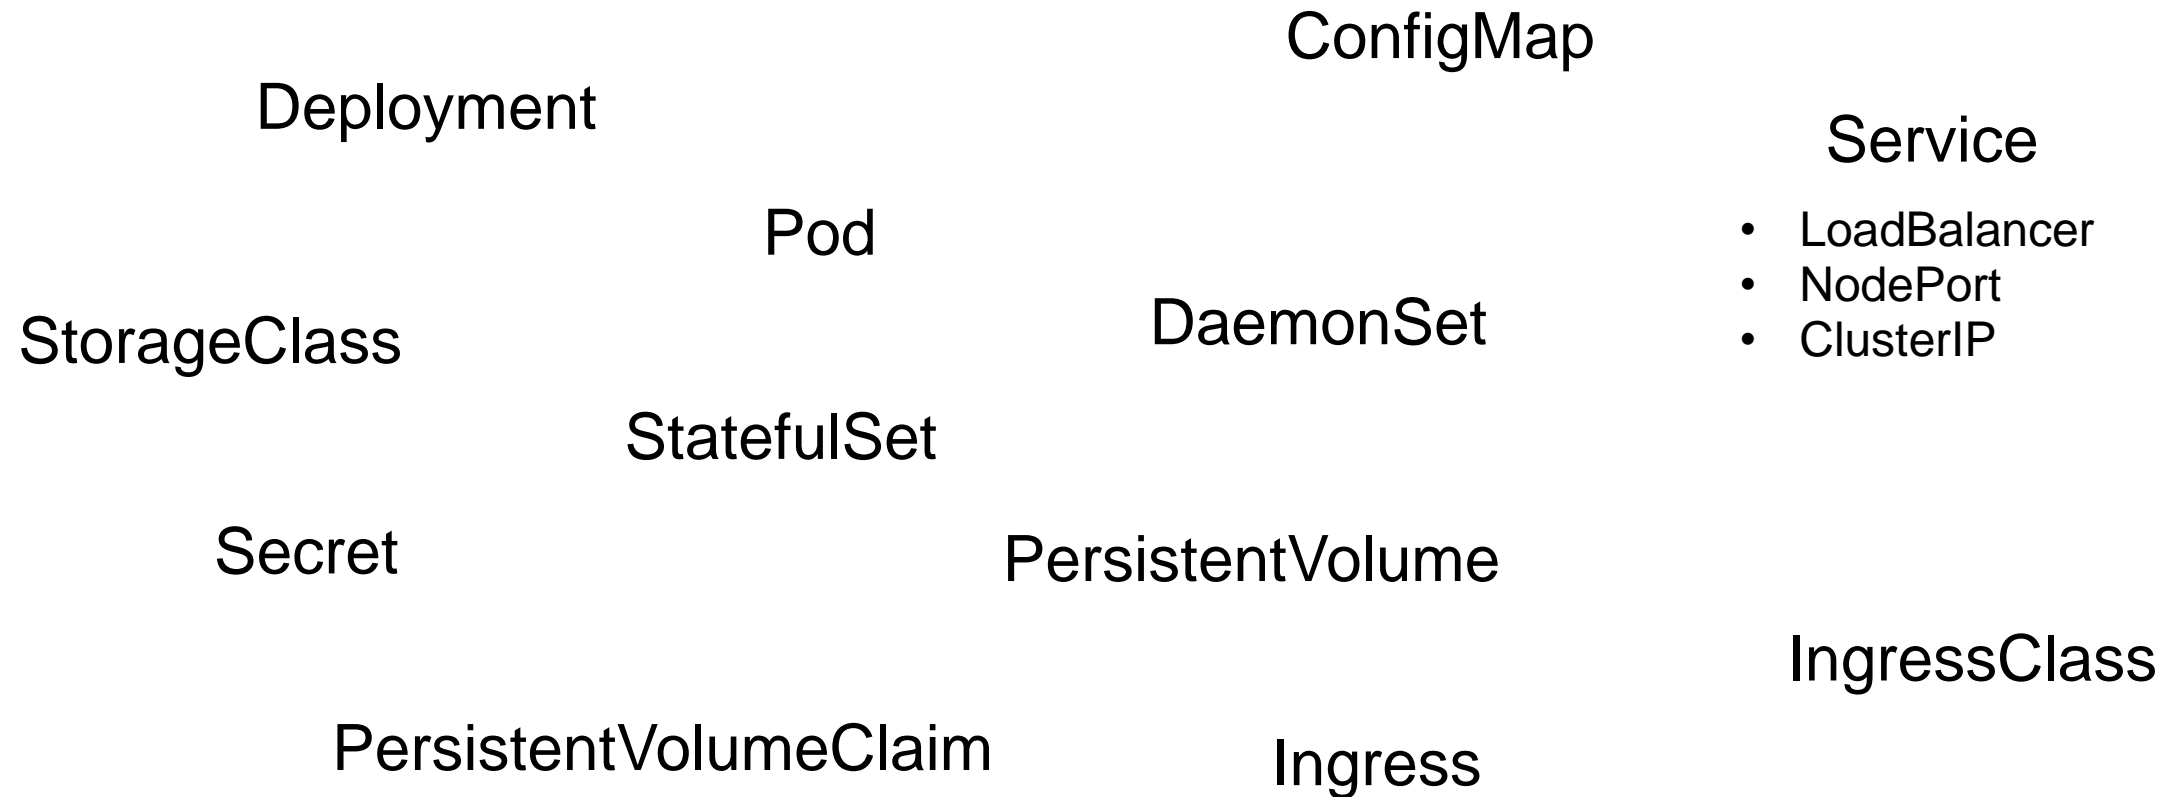 ConfigMap
Deployment
Service
Pod
• LoadBalancer
• NodePort
• ClusterIP
DaemonSet
StorageClass
StatefulSet
Secret
PersistentVolume
IngressClass
PersistentVolumeClaim
Ingress